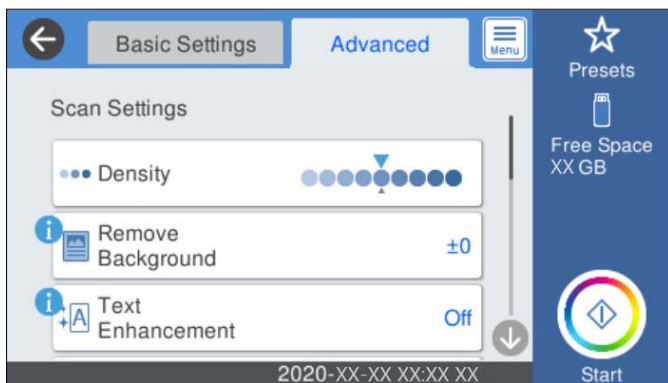 Basic Settings
Advanced
Menu
Presets
Scan Settings
Free Space
XX GB
Density
Remove
Background
±0
Text
Enhancement
Off
A
2020-XX-XX XX:XX XX
Start